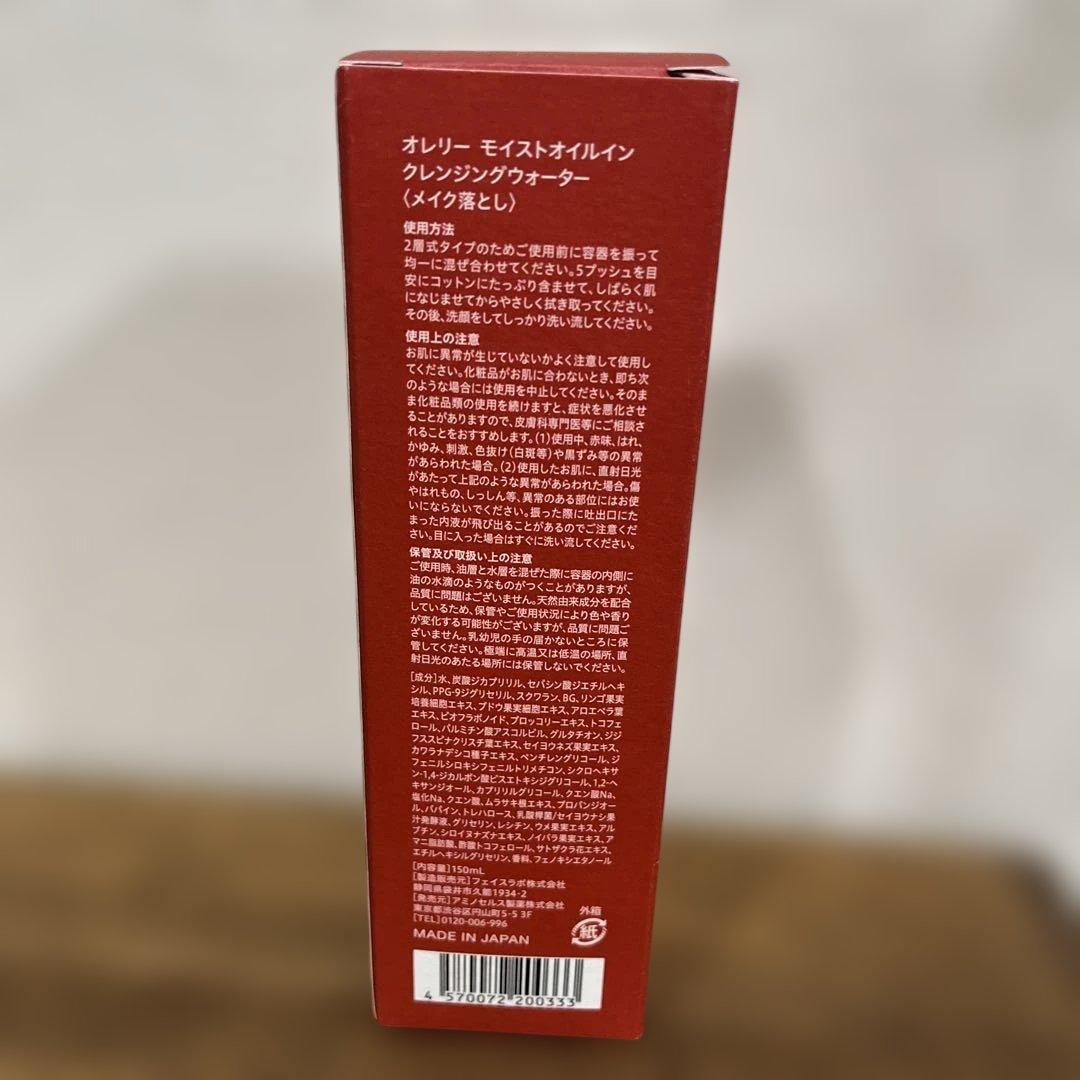 オレリー モイストオイルイン
クレンジングウォーター
〈メイク落とし〉
使用方法
2層式タイプのためご使用前に容器を振って
均一に混ぜ合わせてください。5プッシュを目
安にコットンにたっぷり含ませて、しばらく肌
になじませてからやさしく拭き取ってください。
その後、洗顔をしてしっかり洗い流してください。
使用上の注意
お肌に異常が生じていないかよく注意して使用し
てください。化粧品がお肌に合わないとき、即ち次
のような場合には使用を中止してください。そのま
ま化粧品類の使用を続けますと、症状を悪化させ
ることがありますので、皮膚科専門医等にご相談さ
れることをおすすめします。(1)使用中、赤味、はれ、
かゆみ、刺激、色抜け(白斑等)や黒ずみ等の異常
があらわれた場合。(2)使用したお肌に、直射日光
があたって上記のような異常があらわれた場合。傷
やはれもの、しっしん等、異常のある部位にはお使
いにならないでください。振った際に吐出口にた
まった内液が飛び出ることがあるのでご注意くだ
さい。目に入った場合はすぐに洗い流してください。
保管及び取扱い上の注意
ご使用時、油層と水層を混ぜた際に容器の内側に
油の水滴のようなものがつくことがありますが、
品質に問題はございません。天然由来成分を配合
しているため、保管やご使用状況により色や香り
が変化する可能性がございますが、品質に問題ご
ざいません。乳幼児の手の届かないところに保
管してください。極端に高温又は低温の場所、直
射日光のあたる場所には保管しないでください。
[成分]水、炭酸ジカプリリル、セバシン酸ジエチルヘキ
シル、PPG-9ジグリセリル、スクワラン、BG、リンゴ果実
培養細胞エキス、ブドウ果実細胞エキス、アロエベラ葉
エキス、ビオフラボノイド、ブロッコリーエキス、トコフェ
ロール、パルミチン酸アスコルビル、グルタチオン、ジジ
フススピナクリスチ葉エキス、セイヨウネズ果実エキス、
カワラナデシコ種子エキス、ペンチレングリコール、ジ
フェニルシロキシフェニルトリメチコン、シクロヘキサ
ン-1,4-ジカルボン酸ビスエトキシジグリコール、1,2-ヘ
キサンジオール、カプリリルグリコール、クエン酸Na、
塩化Na、クエン酸、ムラサキ根エキス、プロパンジオー
ル、パパイン、トレハロース、乳酸桿菌/セイヨウナシ果
汁発酵液、グリセリン、レシチン、ウメ果実エキス、アル
ブチン、シロイヌナズナエキス、ノイバラ果実エキス、ア
マニ脂肪酸、酢酸トコフェロール、サトザクラ花エキス、
エチルヘキシルグリセリン、香料、フェノキシエタノール
[内容量]150mL
[製造販売元]フェイスラボ株式会社
静岡県袋井市久能1934-2
[発売元]アミノセルス製薬株式会社
東京都渋谷区円山町5-5 3F
[TEL]0120-006-996
MADE IN JAPAN
外箱
紙
4 570072 200333